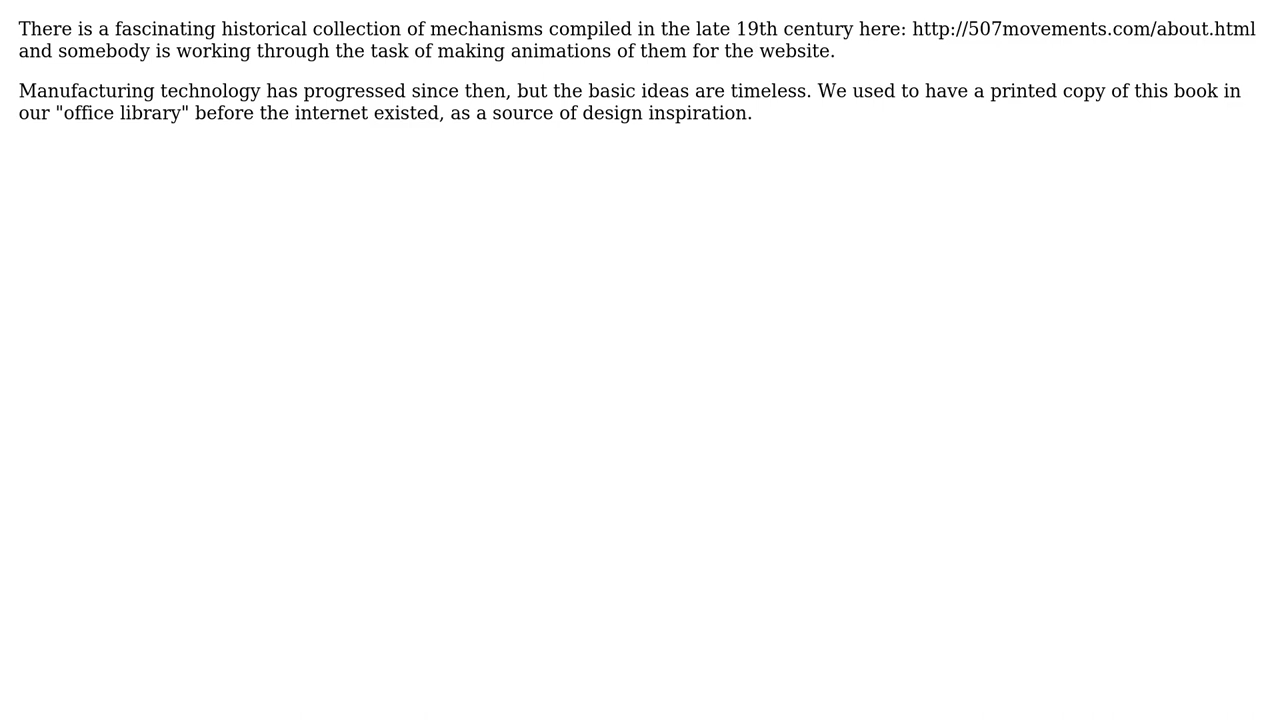 There is a fascinating historical collection of mechanisms compiled in the late 19th century here: http://507movements.com/about.html
and somebody is working through the task of making animations of them for the website.
Manufacturing technology has progressed since then, but the basic ideas are timeless. We used to have a printed copy of this book in
our "office library" before the internet existed, as a source of design inspiration.